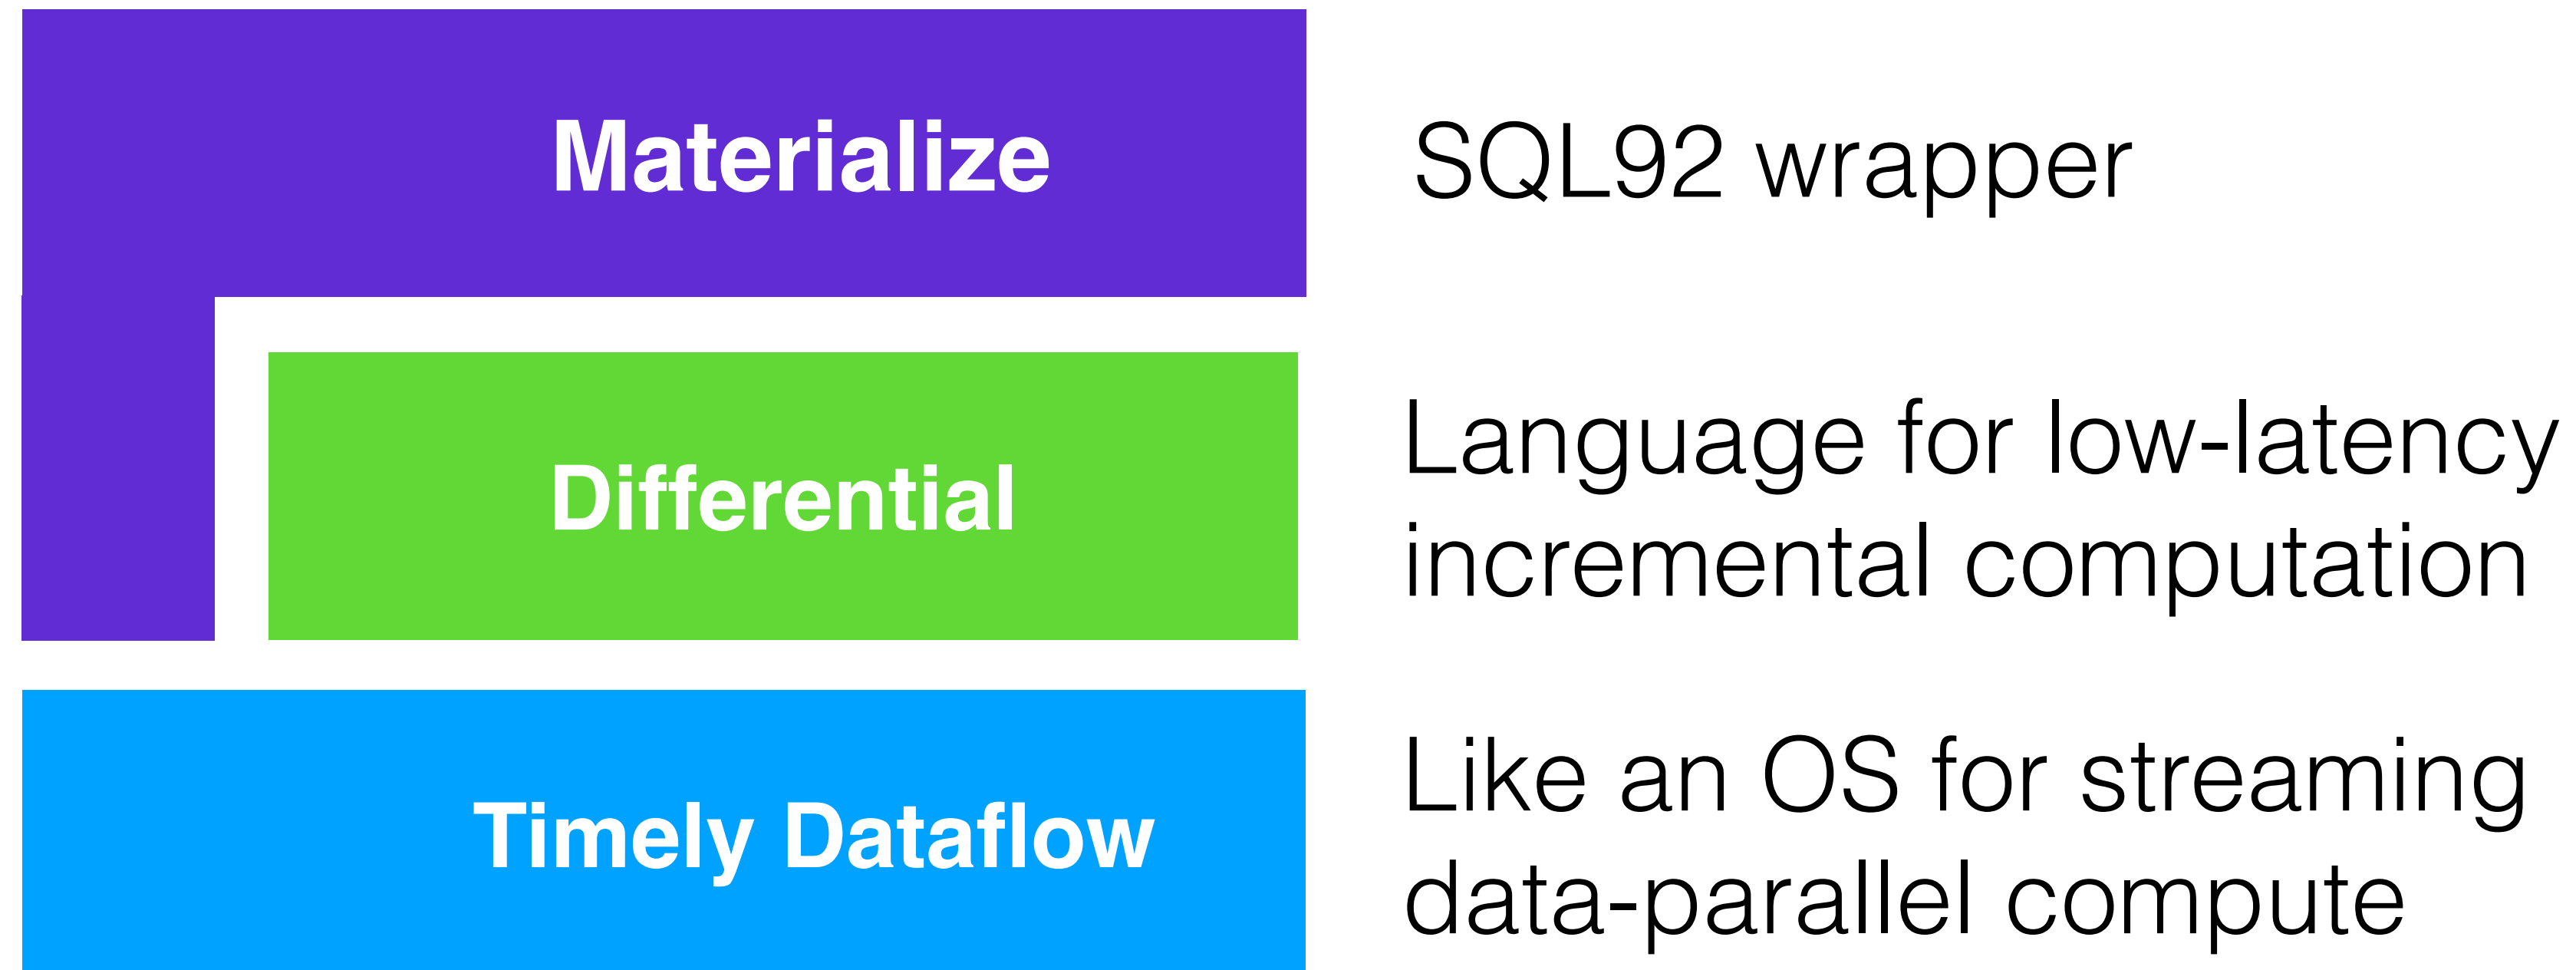 Materialize
SQL92 wrapper
Differential
Language for low-latency
incremental computation
Timely Dataflow
Like an OS for streaming
data-parallel compute